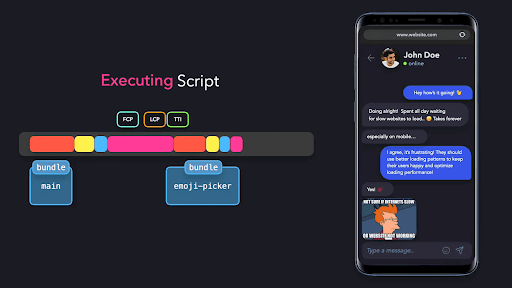 Executing Script
FCP
LCP
TTI
bundle
main
bundle
emoji-picker
www.website.com
John Doe
online
Hey how's it going! 👋
Doing alright! Spent all day waiting
for slow websites to feed.. 😩 Takes forever
especially on mobile...
I agree, it's frustrating! They should
use better loading patterns to keep
their users happy and optimize
loading performance!
Yes!
NOT SURE IF INTERNETS SLOW
OR WEBSITE NOT WORKING
Type a message..